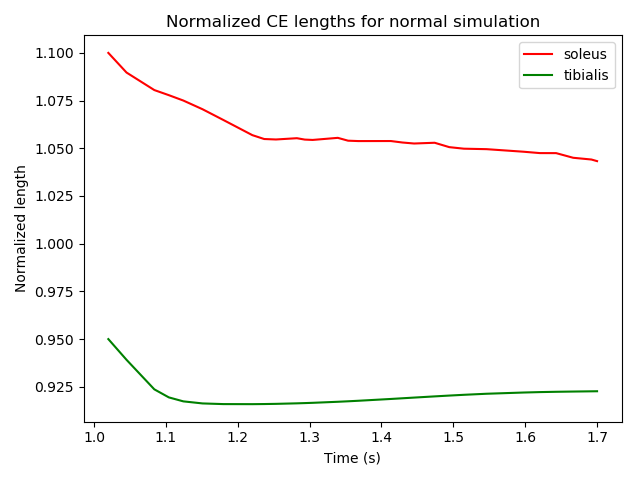 Normalized CE lengths for normal simulation
soleus
tibialis
Normalized length
1.100
1.075
1.050
1.025
1.000
0.975
0.950
0.925
1.0 1.1 1.2 1.3 1.4 1.5 1.6 1.7
Time (s)